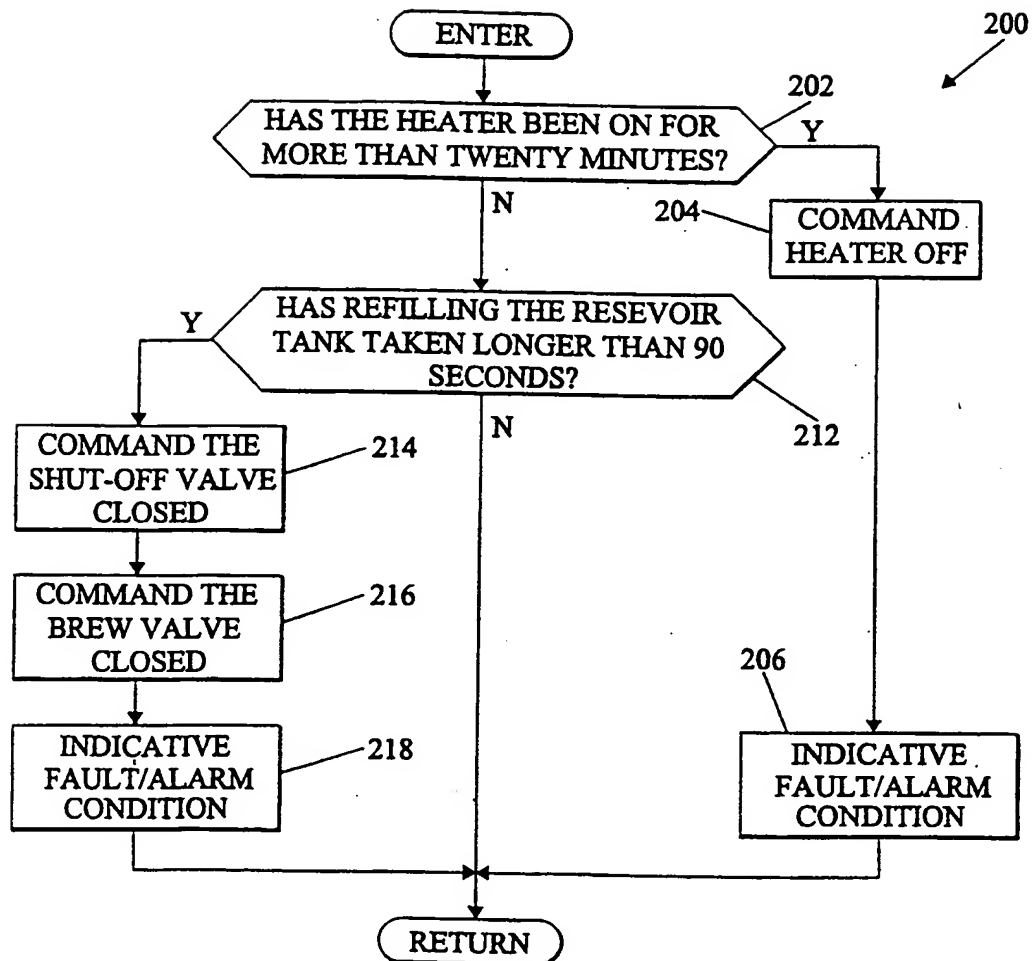 ENTER
200
202
HAS THE HEATER BEEN ON FOR
MORE THAN TWENTY MINUTES?
Y
N
204
COMMAND
HEATER OFF
Y
HAS REFILLING THE RESEVOIR
TANK TAKEN LONGER THAN 90
SECONDS?
N
212
COMMAND THE
SHUT-OFF VALVE
CLOSED
214
COMMAND THE
BREW VALVE
CLOSED
216
206
INDICATIVE
FAULT/ALARM
CONDITION
218
INDICATIVE
FAULT/ALARM
CONDITION
RETURN